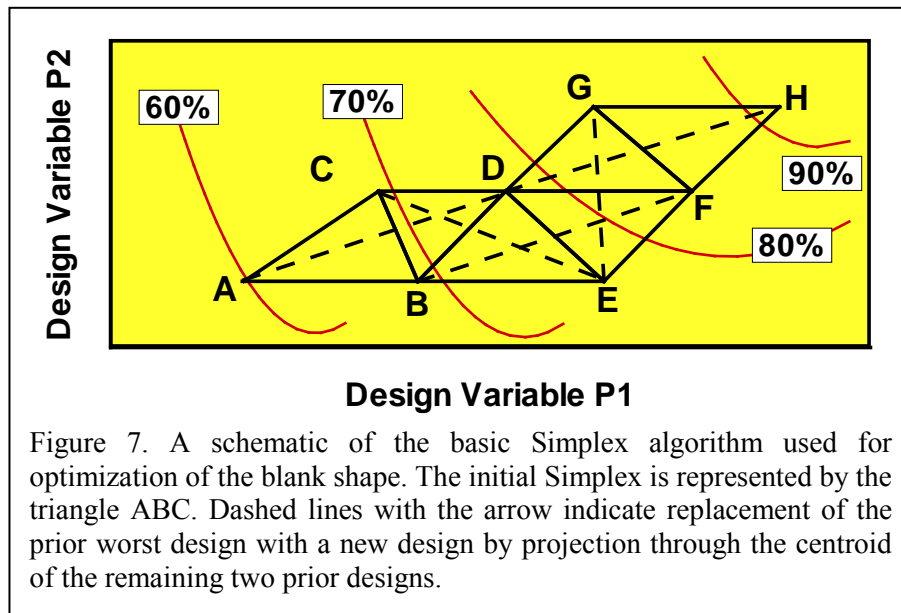 Design Variable P2
60%
70%
G
H
C
D
90%
F
80%
A
B
E
Design Variable P1
Figure 7. A schematic of the basic Simplex algorithm used for
optimization of the blank shape. The initial Simplex is represented by the
triangle ABC. Dashed lines with the arrow indicate replacement of the
prior worst design with a new design by projection through the centroid
of the remaining two prior designs.